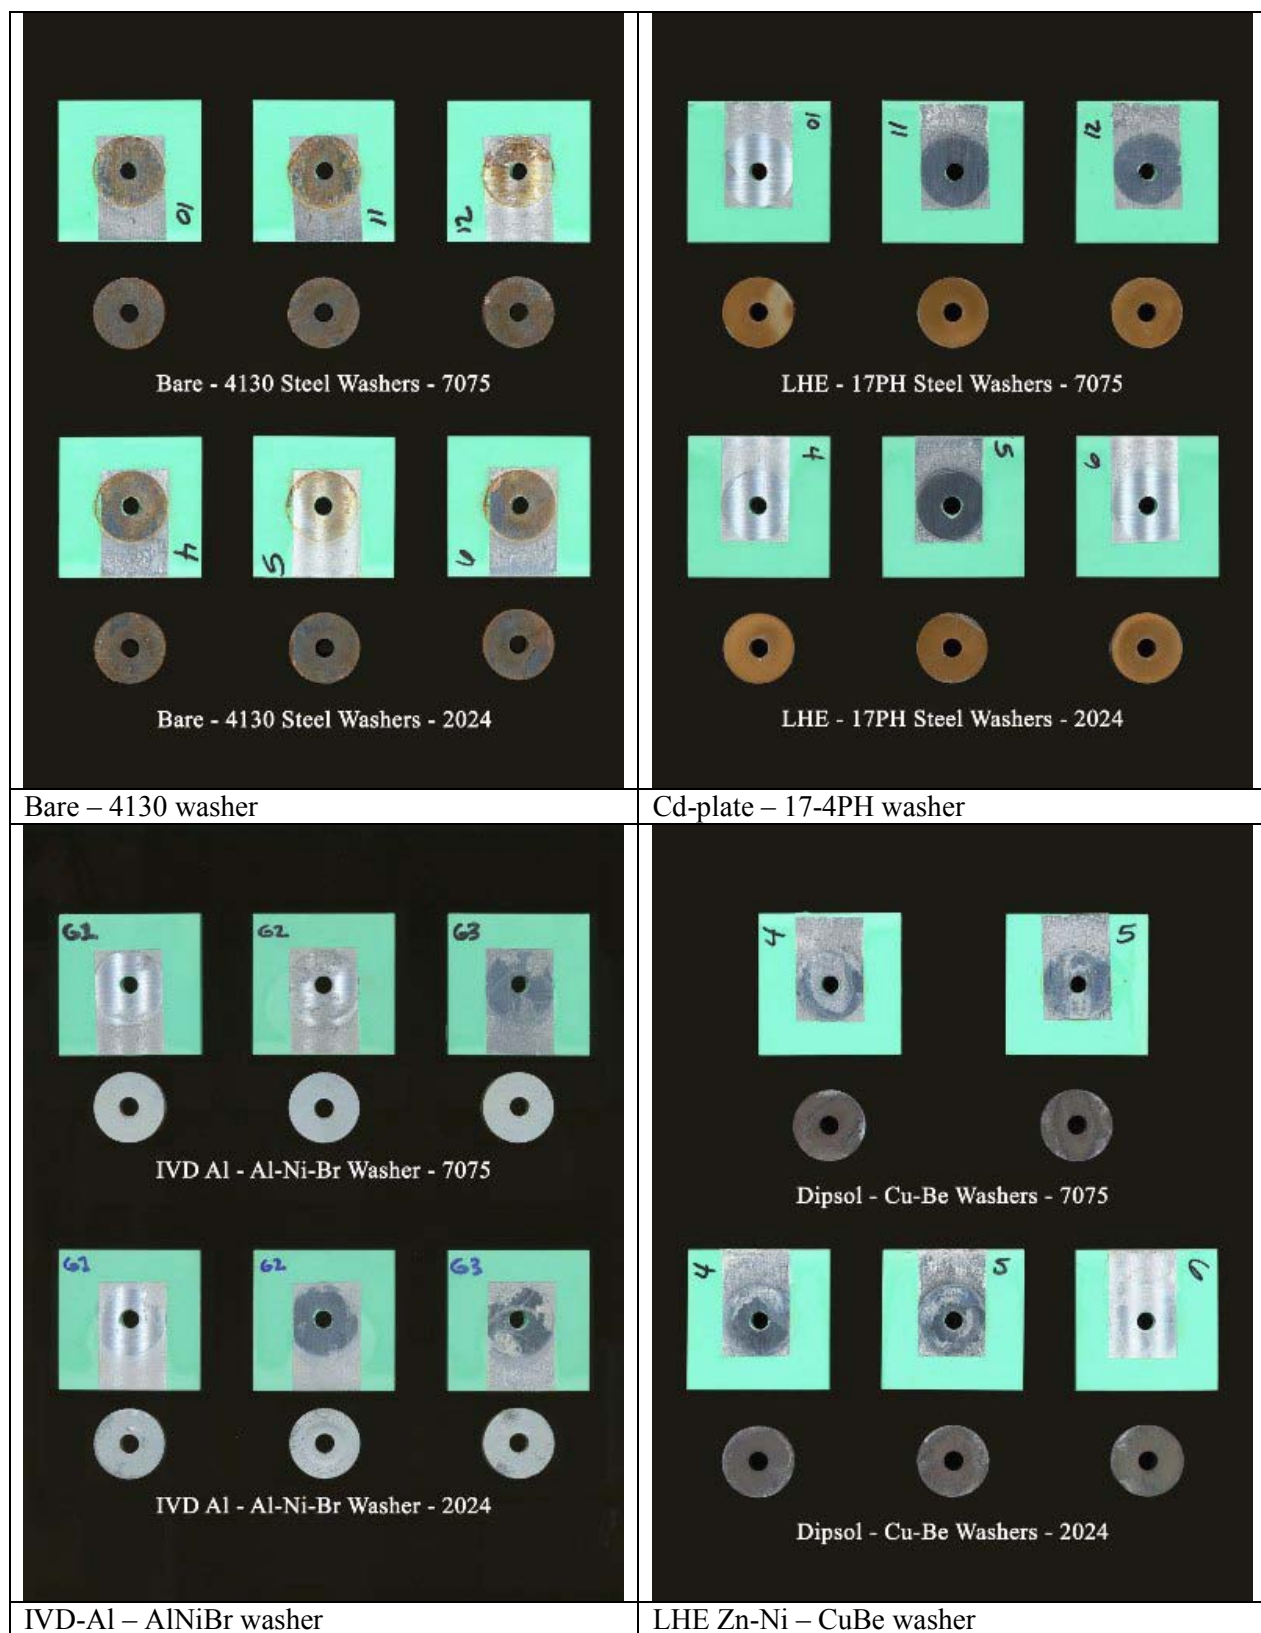 10 11 12
Bare - 4130 Steel Washers - 7075
4 5 6
Bare - 4130 Steel Washers - 2024
Bare – 4130 washer
10 11 12
LHE - 17PH Steel Washers - 7075
4 5 6
LHE - 17PH Steel Washers - 2024
Cd-plate – 17-4PH washer
G1 G2 G3
IVD Al - Al-Ni-Br Washer - 7075
G1 G2 G3
IVD Al - Al-Ni-Br Washer - 2024
IVD-Al – AlNiBr washer
4 5
Dipsol - Cu-Be Washers - 7075
4 5 6
Dipsol - Cu-Be Washers - 2024
LHE Zn-Ni – CuBe washer